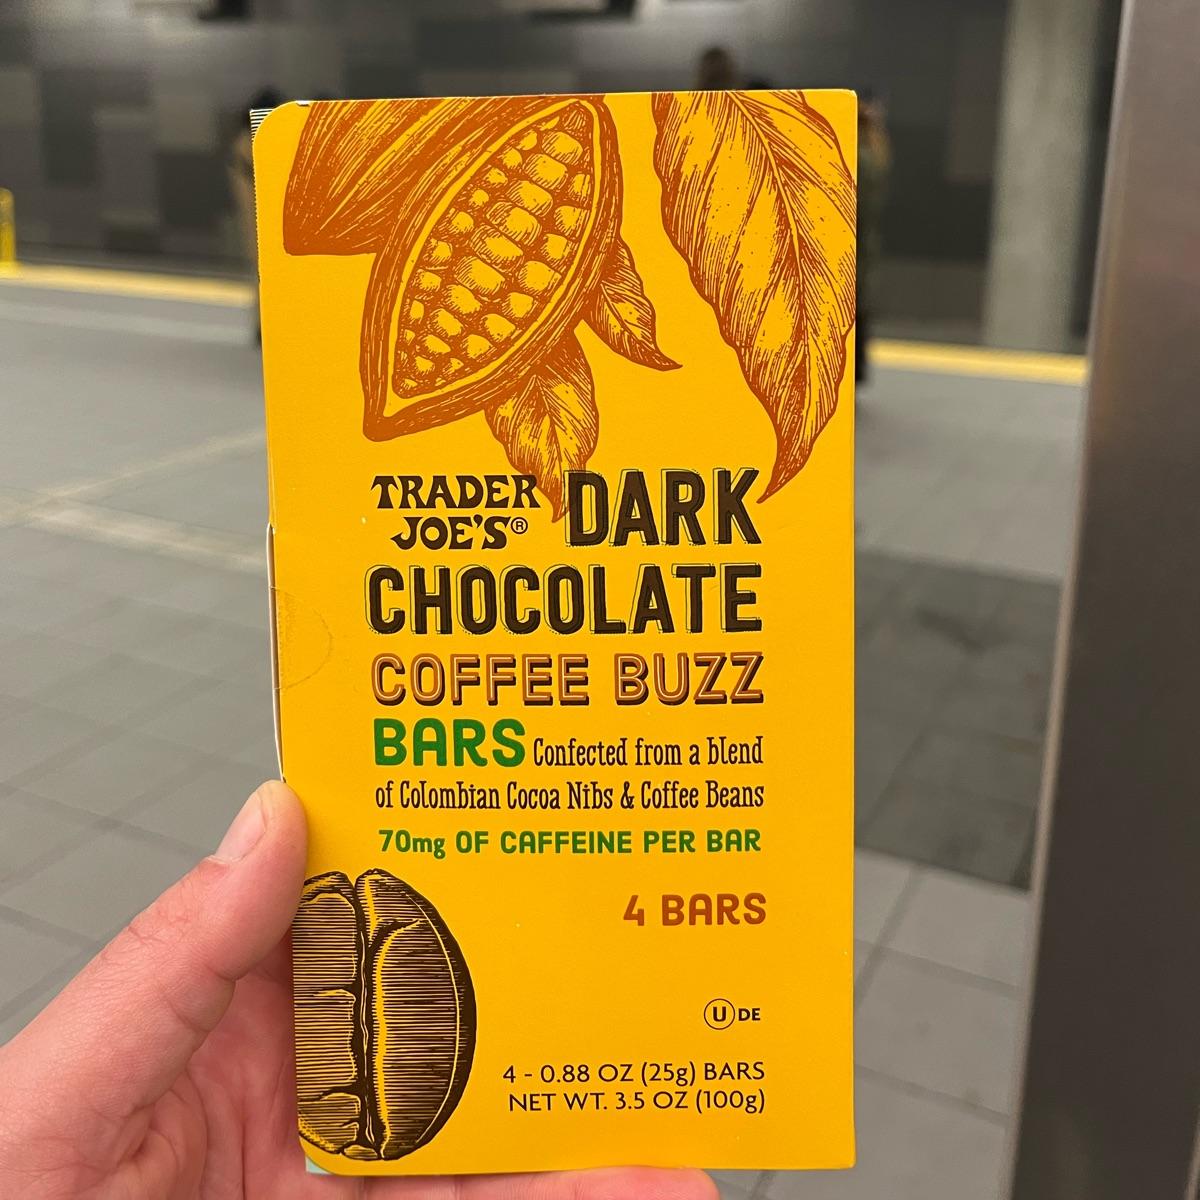 TRADER
JOE'S® DARK
CHOCOLATE
COFFEE BUZZ
BARS Confected from a blend
of Colombian Cocoa Nibs & Coffee Beans
70mg OF CAFFEINE PER BAR
4 BARS
U DE
4 - 0.88 OZ (25g) BARS
NET WT. 3.5 OZ (100g)